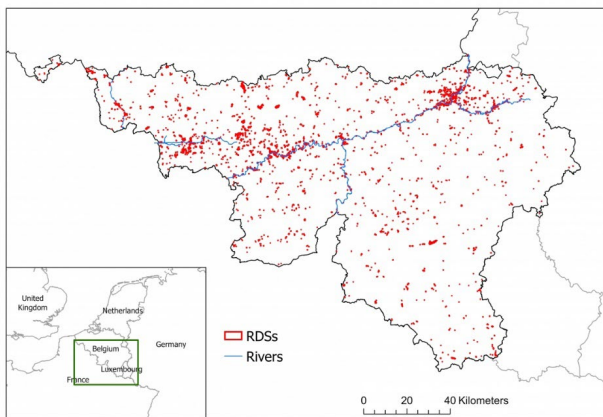 United
Kingdom
Netherlands
Belgium
Germany
Luxembourg
France
RDSs
Rivers
0 20 40 Kilometers